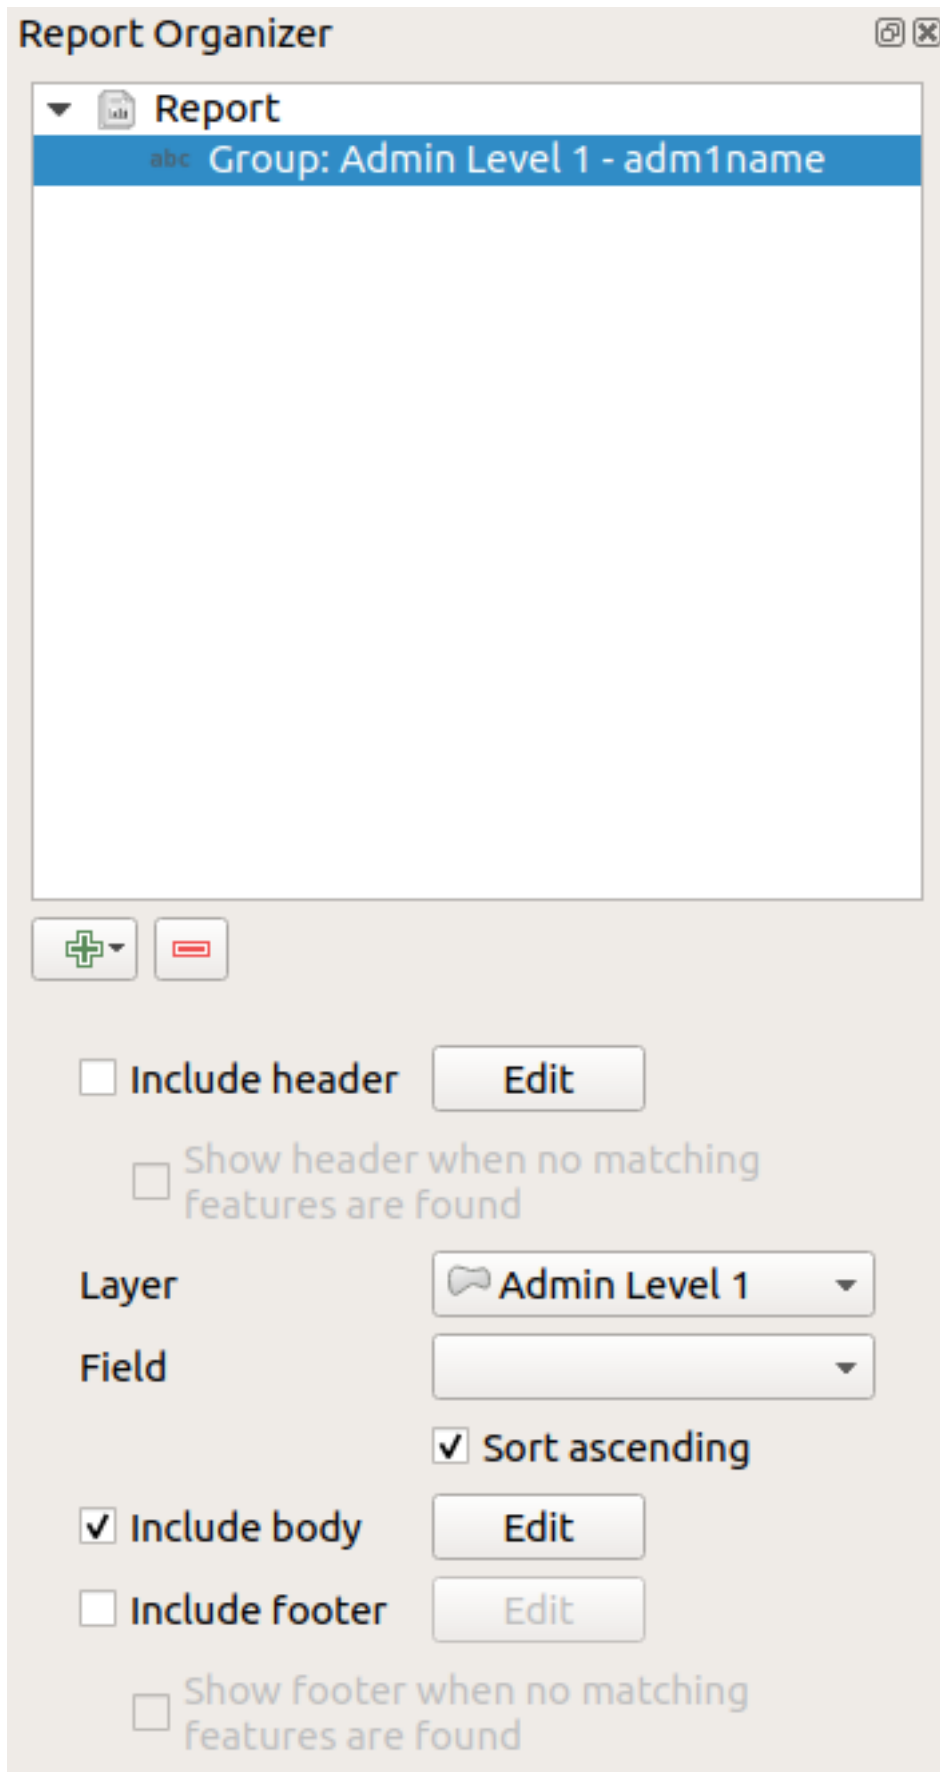 Report Organizer
Report
abc Group: Admin Level 1 - adm1name
Include header Edit
Show header when no matching
features are found
Layer Admin Level 1
Field
Sort ascending
Include body Edit
Include footer Edit
Show footer when no matching
features are found